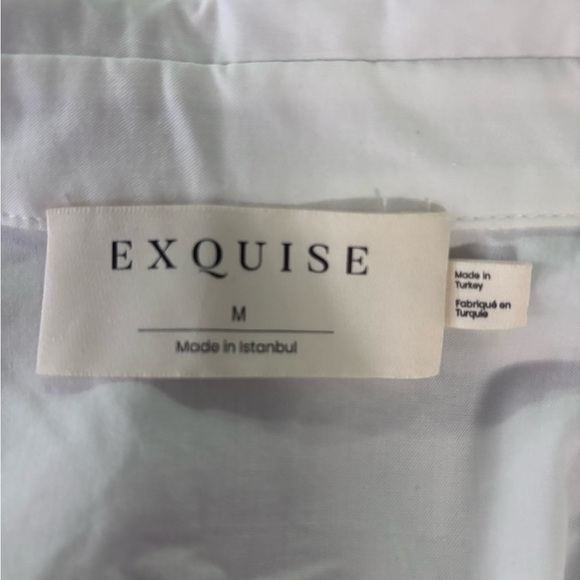 EXQUISE
M
Made in Istanbul
Made in
Turkey
Fabriqué en
Turquie